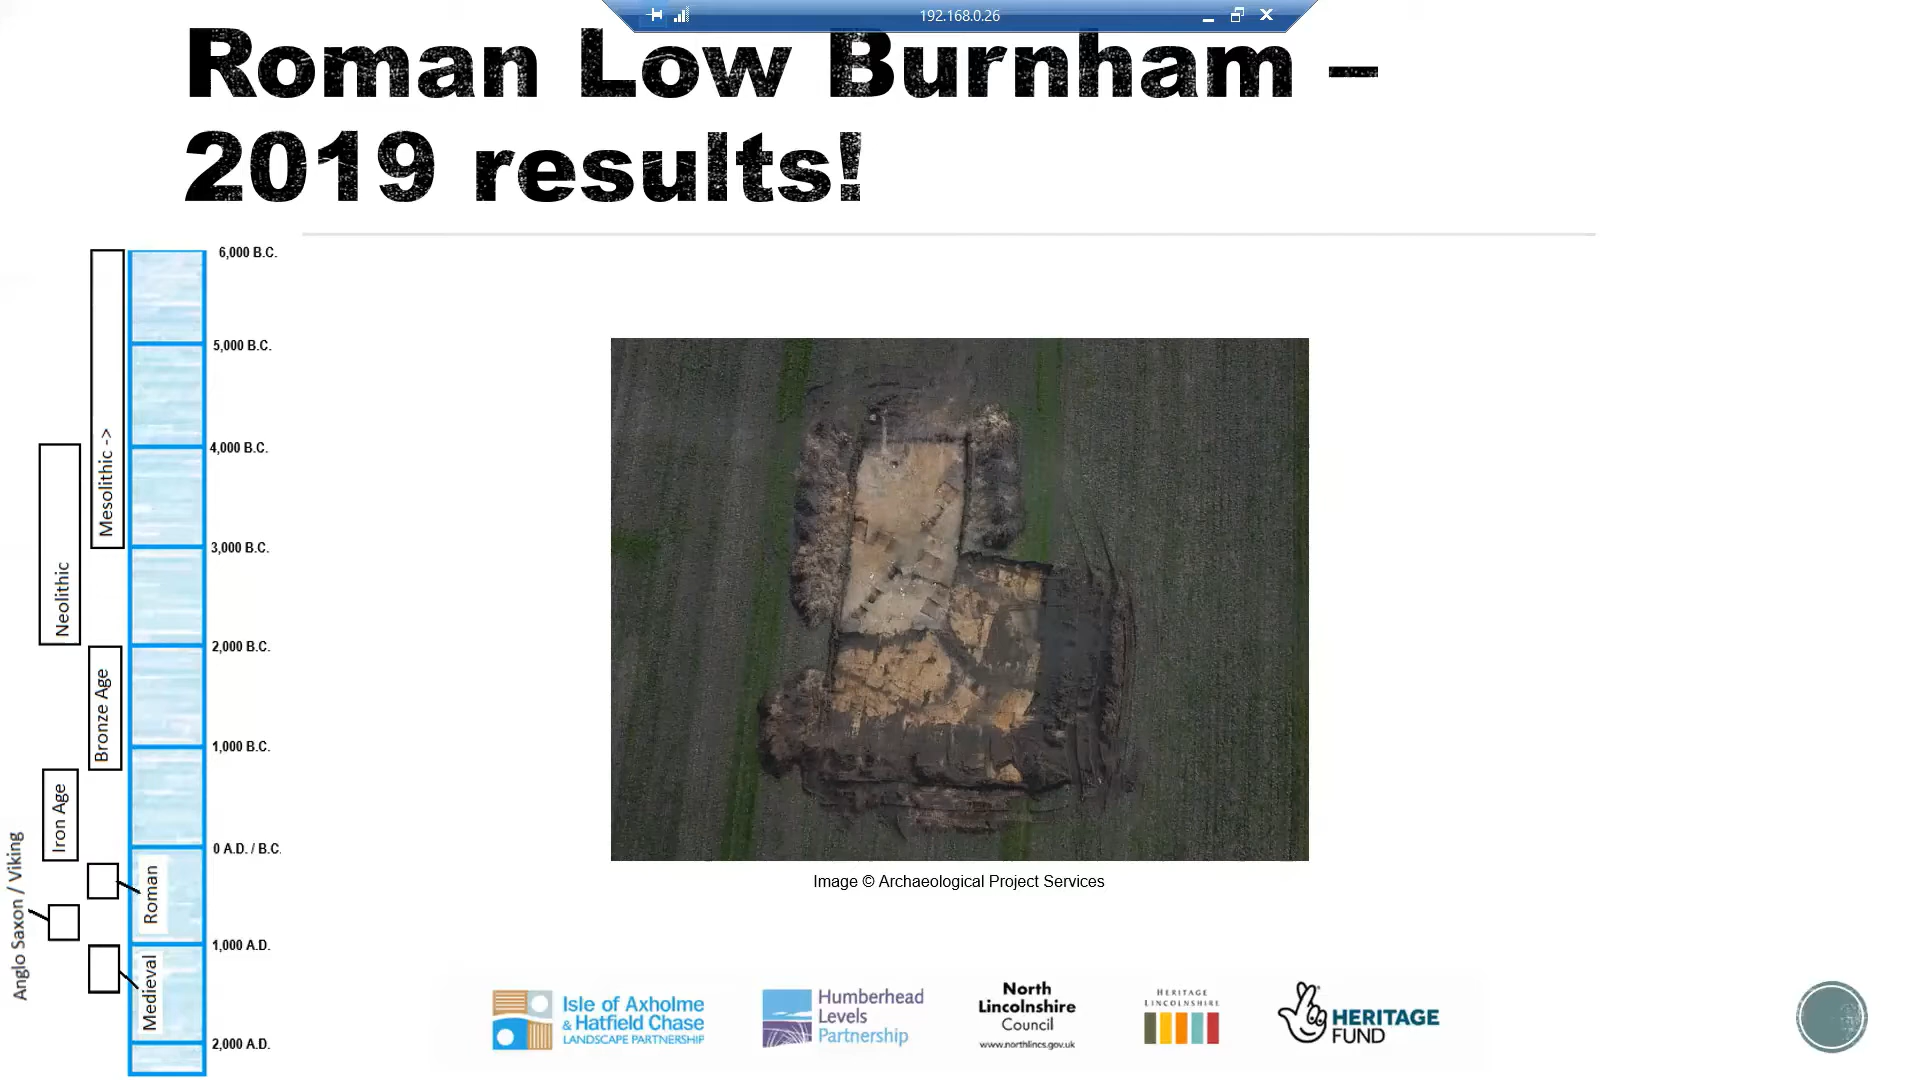 192.168.0.26
Roman Low Burnham –
2019 results!
6,000 B.C.
5,000 B.C.
4,000 B.C.
3,000 B.C.
2,000 B.C.
1,000 B.C.
0 A.D. / B.C.
1,000 A.D.
2,000 A.D.
Mesolithic ->
Neolithic
Bronze Age
Iron Age
Roman
Anglo Saxon / Viking
Medieval
Image © Archaeological Project Services
Isle of Axholme
& Hatfield Chase
LANDSCAPE PARTNERSHIP
Humberhead
Levels
Partnership
North
Lincolnshire
Council
www.northlincs.gov.uk
HERITAGE
LINCOLNSHIRE
HERITAGE
FUND